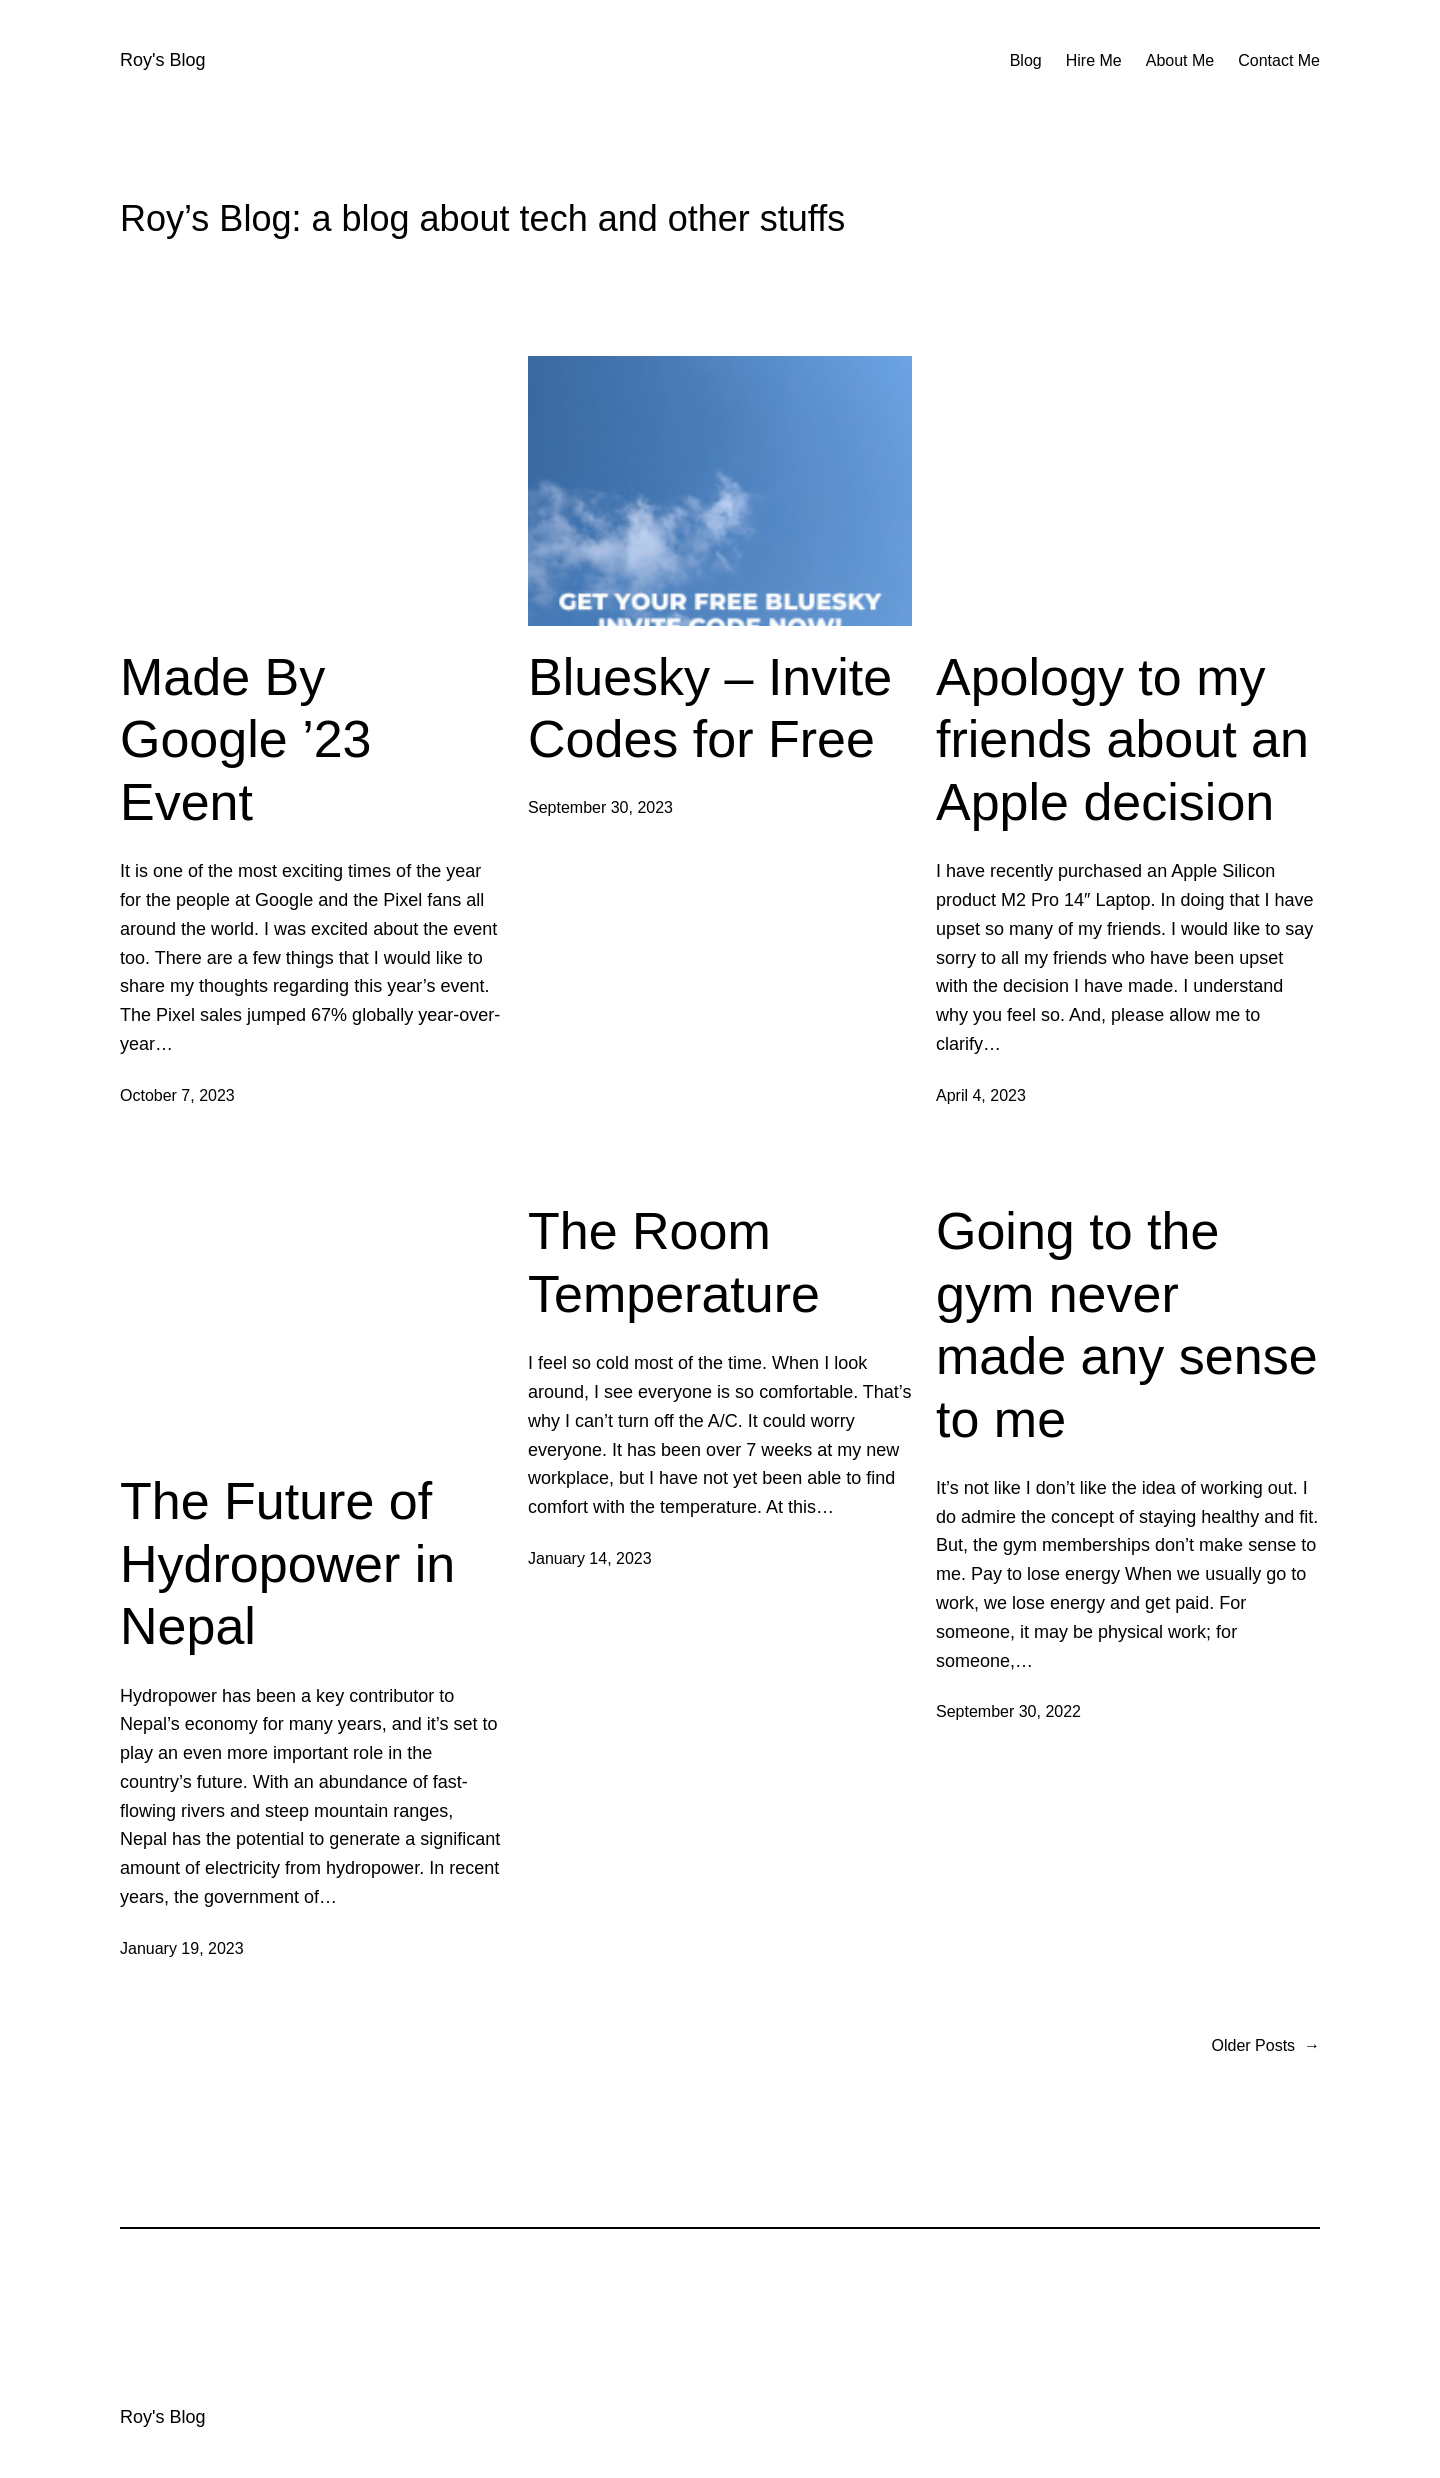 Roy's Blog
Blog Hire Me About Me Contact Me
Roy’s Blog: a blog about tech and other stuffs
Made By
Google ’23
Event
It is one of the most exciting times of the year
for the people at Google and the Pixel fans all
around the world. I was excited about the event
too. There are a few things that I would like to
share my thoughts regarding this year’s event.
The Pixel sales jumped 67% globally year-over-
year…
October 7, 2023
GET YOUR FREE BLUESKY
INVITE CODE NOW!
Bluesky – Invite
Codes for Free
September 30, 2023
Apology to my
friends about an
Apple decision
I have recently purchased an Apple Silicon
product M2 Pro 14″ Laptop. In doing that I have
upset so many of my friends. I would like to say
sorry to all my friends who have been upset
with the decision I have made. I understand
why you feel so. And, please allow me to
clarify…
April 4, 2023
The Future of
Hydropower in
Nepal
Hydropower has been a key contributor to
Nepal’s economy for many years, and it’s set to
play an even more important role in the
country’s future. With an abundance of fast-
flowing rivers and steep mountain ranges,
Nepal has the potential to generate a significant
amount of electricity from hydropower. In recent
years, the government of…
January 19, 2023
The Room
Temperature
I feel so cold most of the time. When I look
around, I see everyone is so comfortable. That’s
why I can’t turn off the A/C. It could worry
everyone. It has been over 7 weeks at my new
workplace, but I have not yet been able to find
comfort with the temperature. At this…
January 14, 2023
Going to the
gym never
made any sense
to me
It’s not like I don’t like the idea of working out. I
do admire the concept of staying healthy and fit.
But, the gym memberships don’t make sense to
me. Pay to lose energy When we usually go to
work, we lose energy and get paid. For
someone, it may be physical work; for
someone,…
September 30, 2022
Older Posts →
Roy's Blog